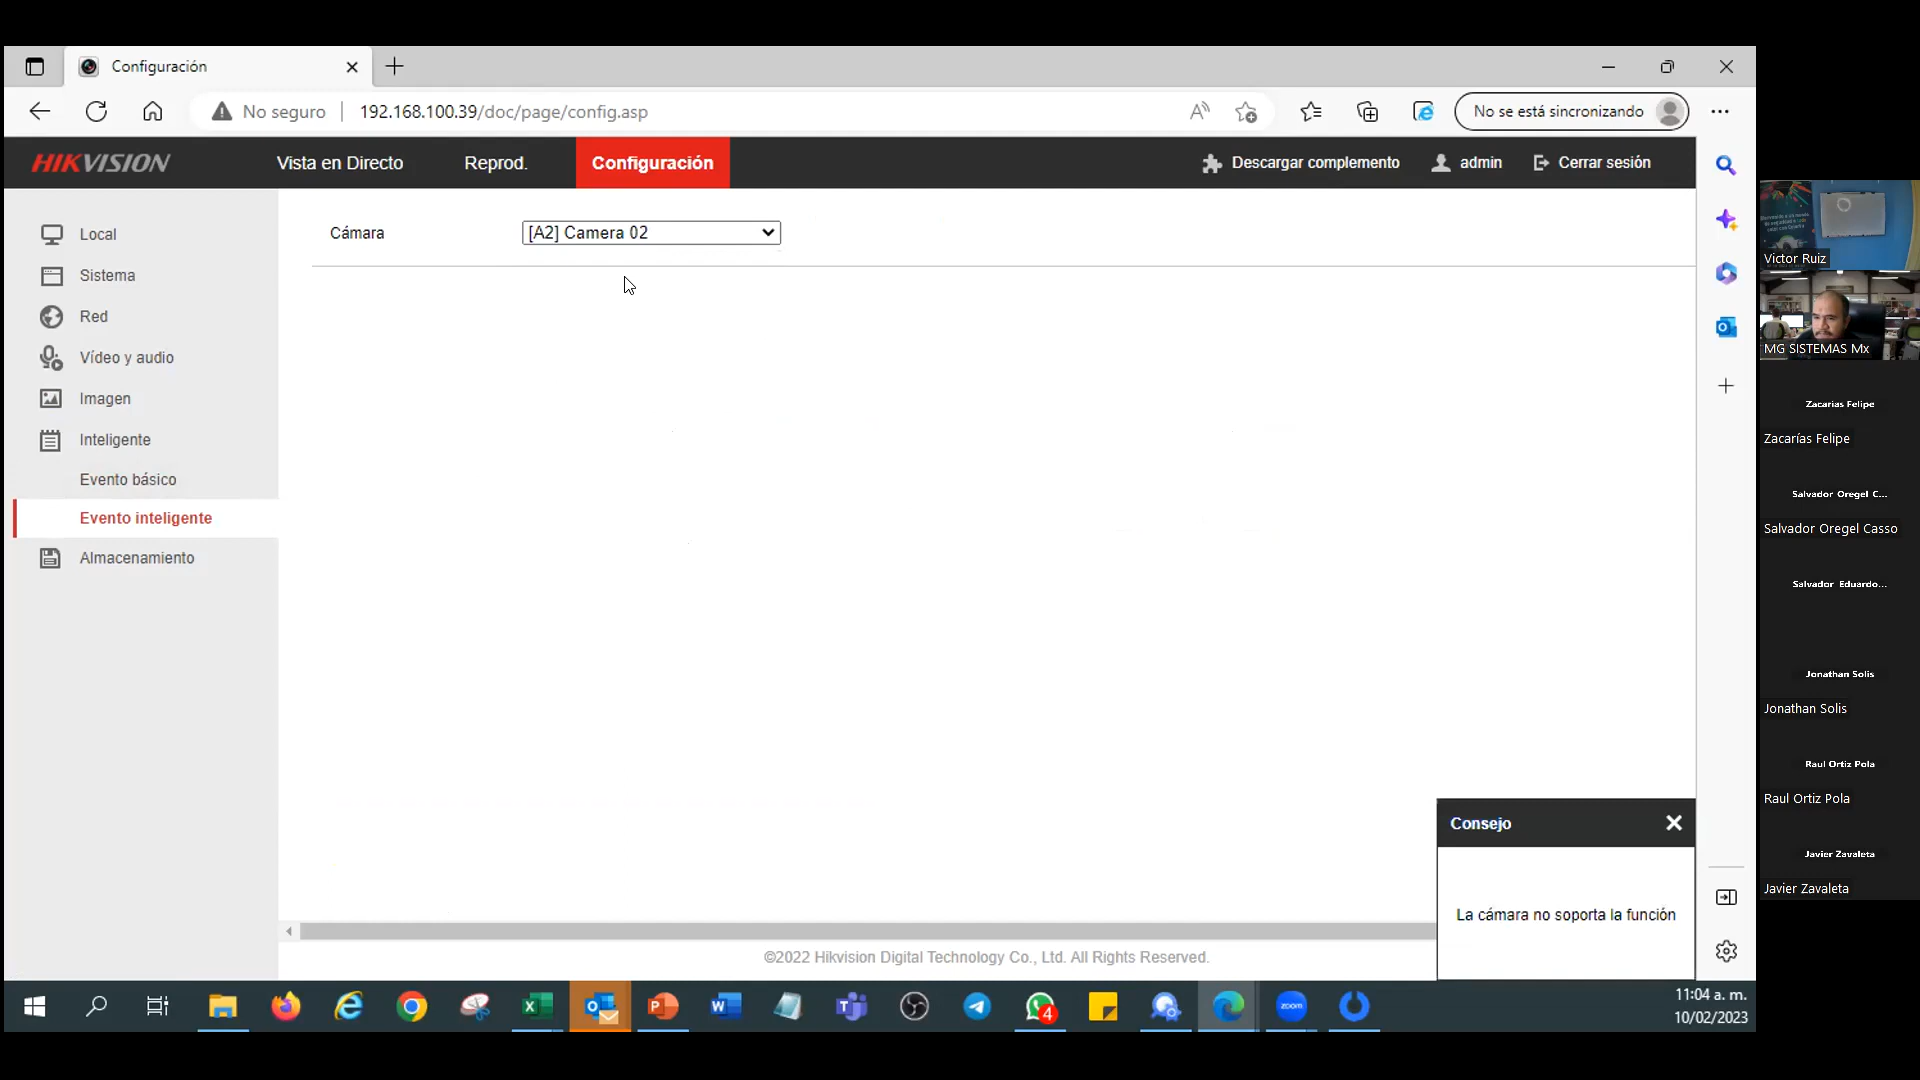 Configuración
No seguro
192.168.100.39/doc/page/config.asp
No se está sincronizando
HIKVISION
Vista en Directo
Reprod.
Configuración
Descargar complemento
admin
Cerrar sesión
Local
Sistema
Red
Vídeo y audio
Imagen
Inteligente
Evento básico
Evento inteligente
Almacenamiento
Cámara
[A2] Camera 02
Consejo
La cámara no soporta la función
©2022 Hikvision Digital Technology Co., Ltd. All Rights Reserved.
4
zoom
11:04 a. m.
10/02/2023
Victor Ruiz
MG SISTEMAS Mx
Zacarias Felipe
Zacarías Felipe
Salvador Oregel C...
Salvador Oregel Casso
Salvador Eduardo...
Jonathan Solis
Jonathan Solis
Raul Ortiz Pola
Raul Ortiz Pola
Javier Zavaleta
Javier Zavaleta